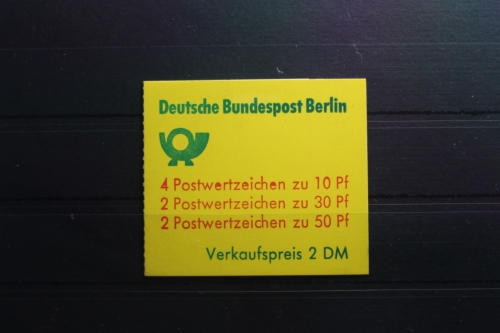 Deutsche Bundespost Berlin
4 Postwertzeichen zu 10 Pf
2 Postwertzeichen zu 30 Pf
2 Postwertzeichen zu 50 Pf
Verkaufspreis 2 DM